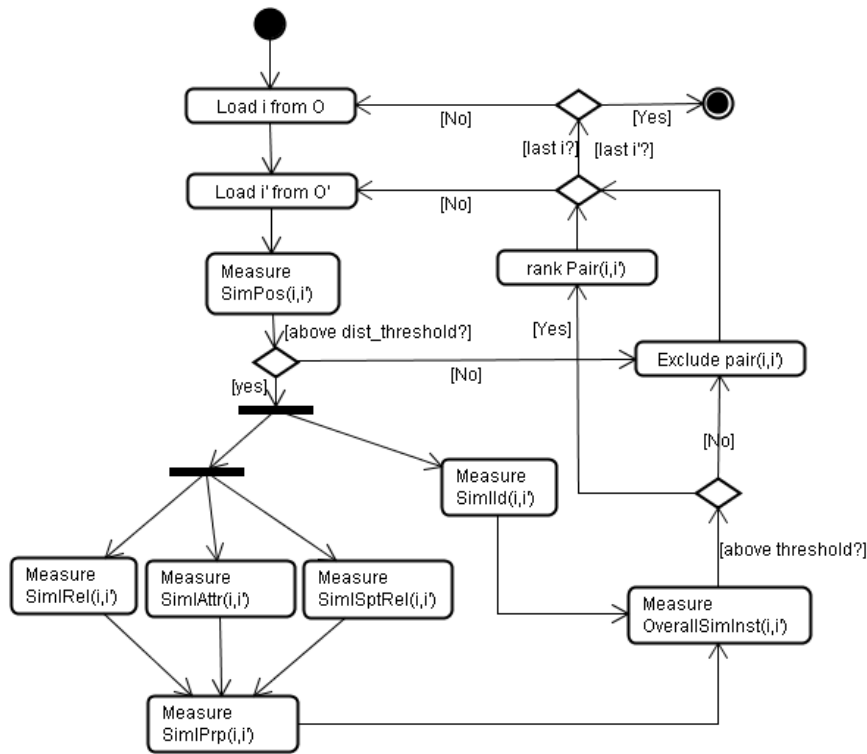 Load i from O
[No]
[Yes]
[last i?]
[last i'?]
Load i' from O'
[No]
Measure
SimPos(i,i')
rank Pair(i,i')
[above dist_threshold?]
[Yes]
Exclude pair(i,i')
[yes]
[No]
[No]
Measure
SimIId(i,i')
[above threshold?]
Measure
SimIRel(i,i')
Measure
SimIAttr(i,i')
Measure
SimISptRel(i,i')
Measure
OverallSimInst(i,i')
Measure
SimIPrp(i,i')